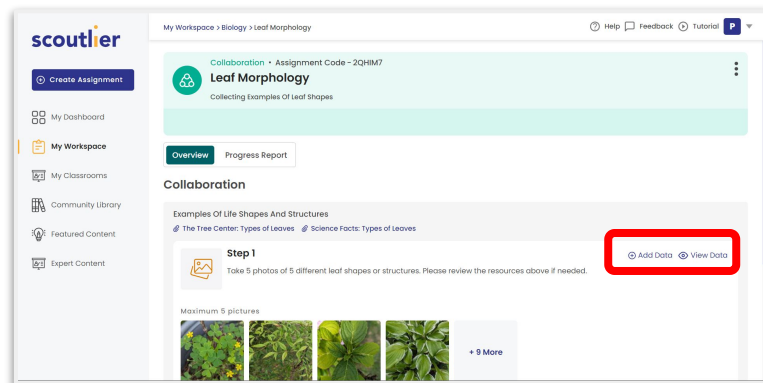 scoutlier
Create Assignment
My Dashboard
My Workspace
My Classrooms
Community Library
Featured Content
Expert Content
My Workspace > Biology > Leaf Morphology
Help Feedback Tutorial P
Collaboration • Assignment Code - 2QHIM7
Leaf Morphology
Collecting Examples Of Leaf Shapes
Overview Progress Report
Collaboration
Examples Of Life Shapes And Structures
The Tree Center: Types of Leaves Science Facts: Types of Leaves
Step 1
Add Data View Data
Take 5 photos of 5 different leaf shapes or structures. Please review the resources above if needed.
Maximum 5 pictures
+ 9 More